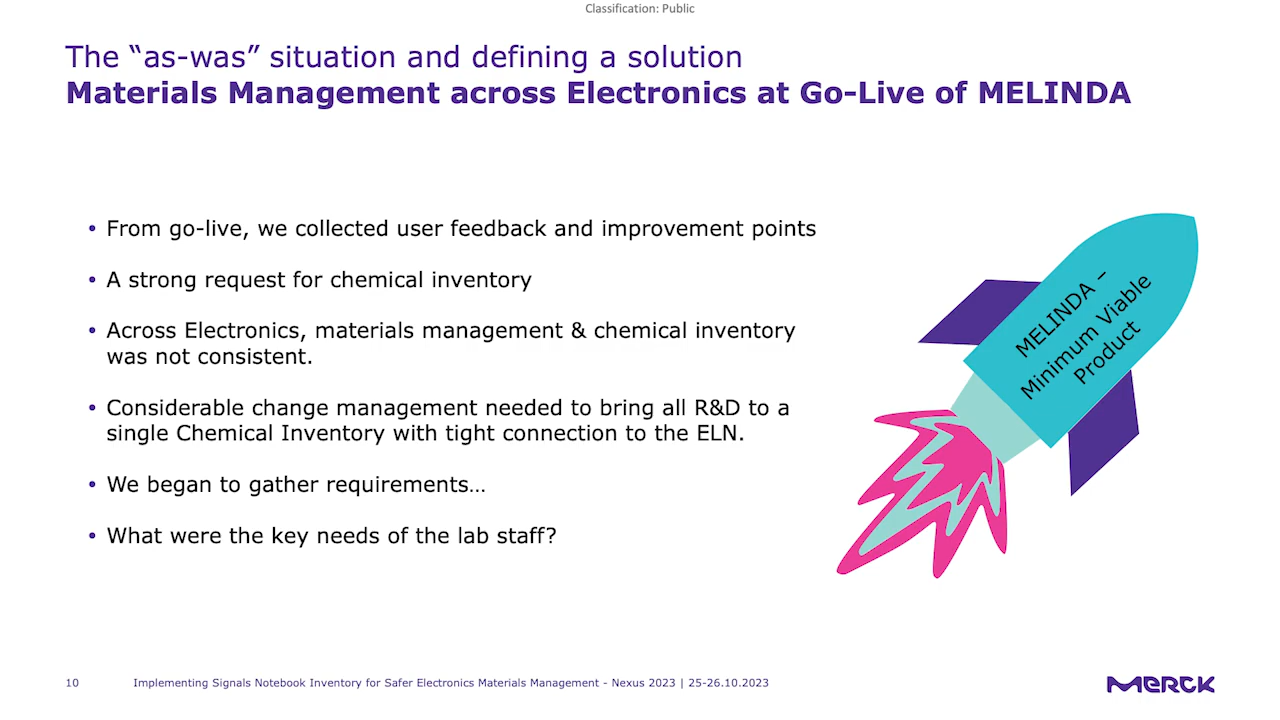 Classification: Public
The “as-was” situation and defining a solution
Materials Management across Electronics at Go-Live of MELINDA
• From go-live, we collected user feedback and improvement points
• A strong request for chemical inventory
• Across Electronics, materials management & chemical inventory
was not consistent.
• Considerable change management needed to bring all R&D to a
single Chemical Inventory with tight connection to the ELN.
• We began to gather requirements…
• What were the key needs of the lab staff?
MELINDA –
Minimum Viable
Product
10 Implementing Signals Notebook Inventory for Safer Electronics Materials Management - Nexus 2023 | 25-26.10.2023
MERCK